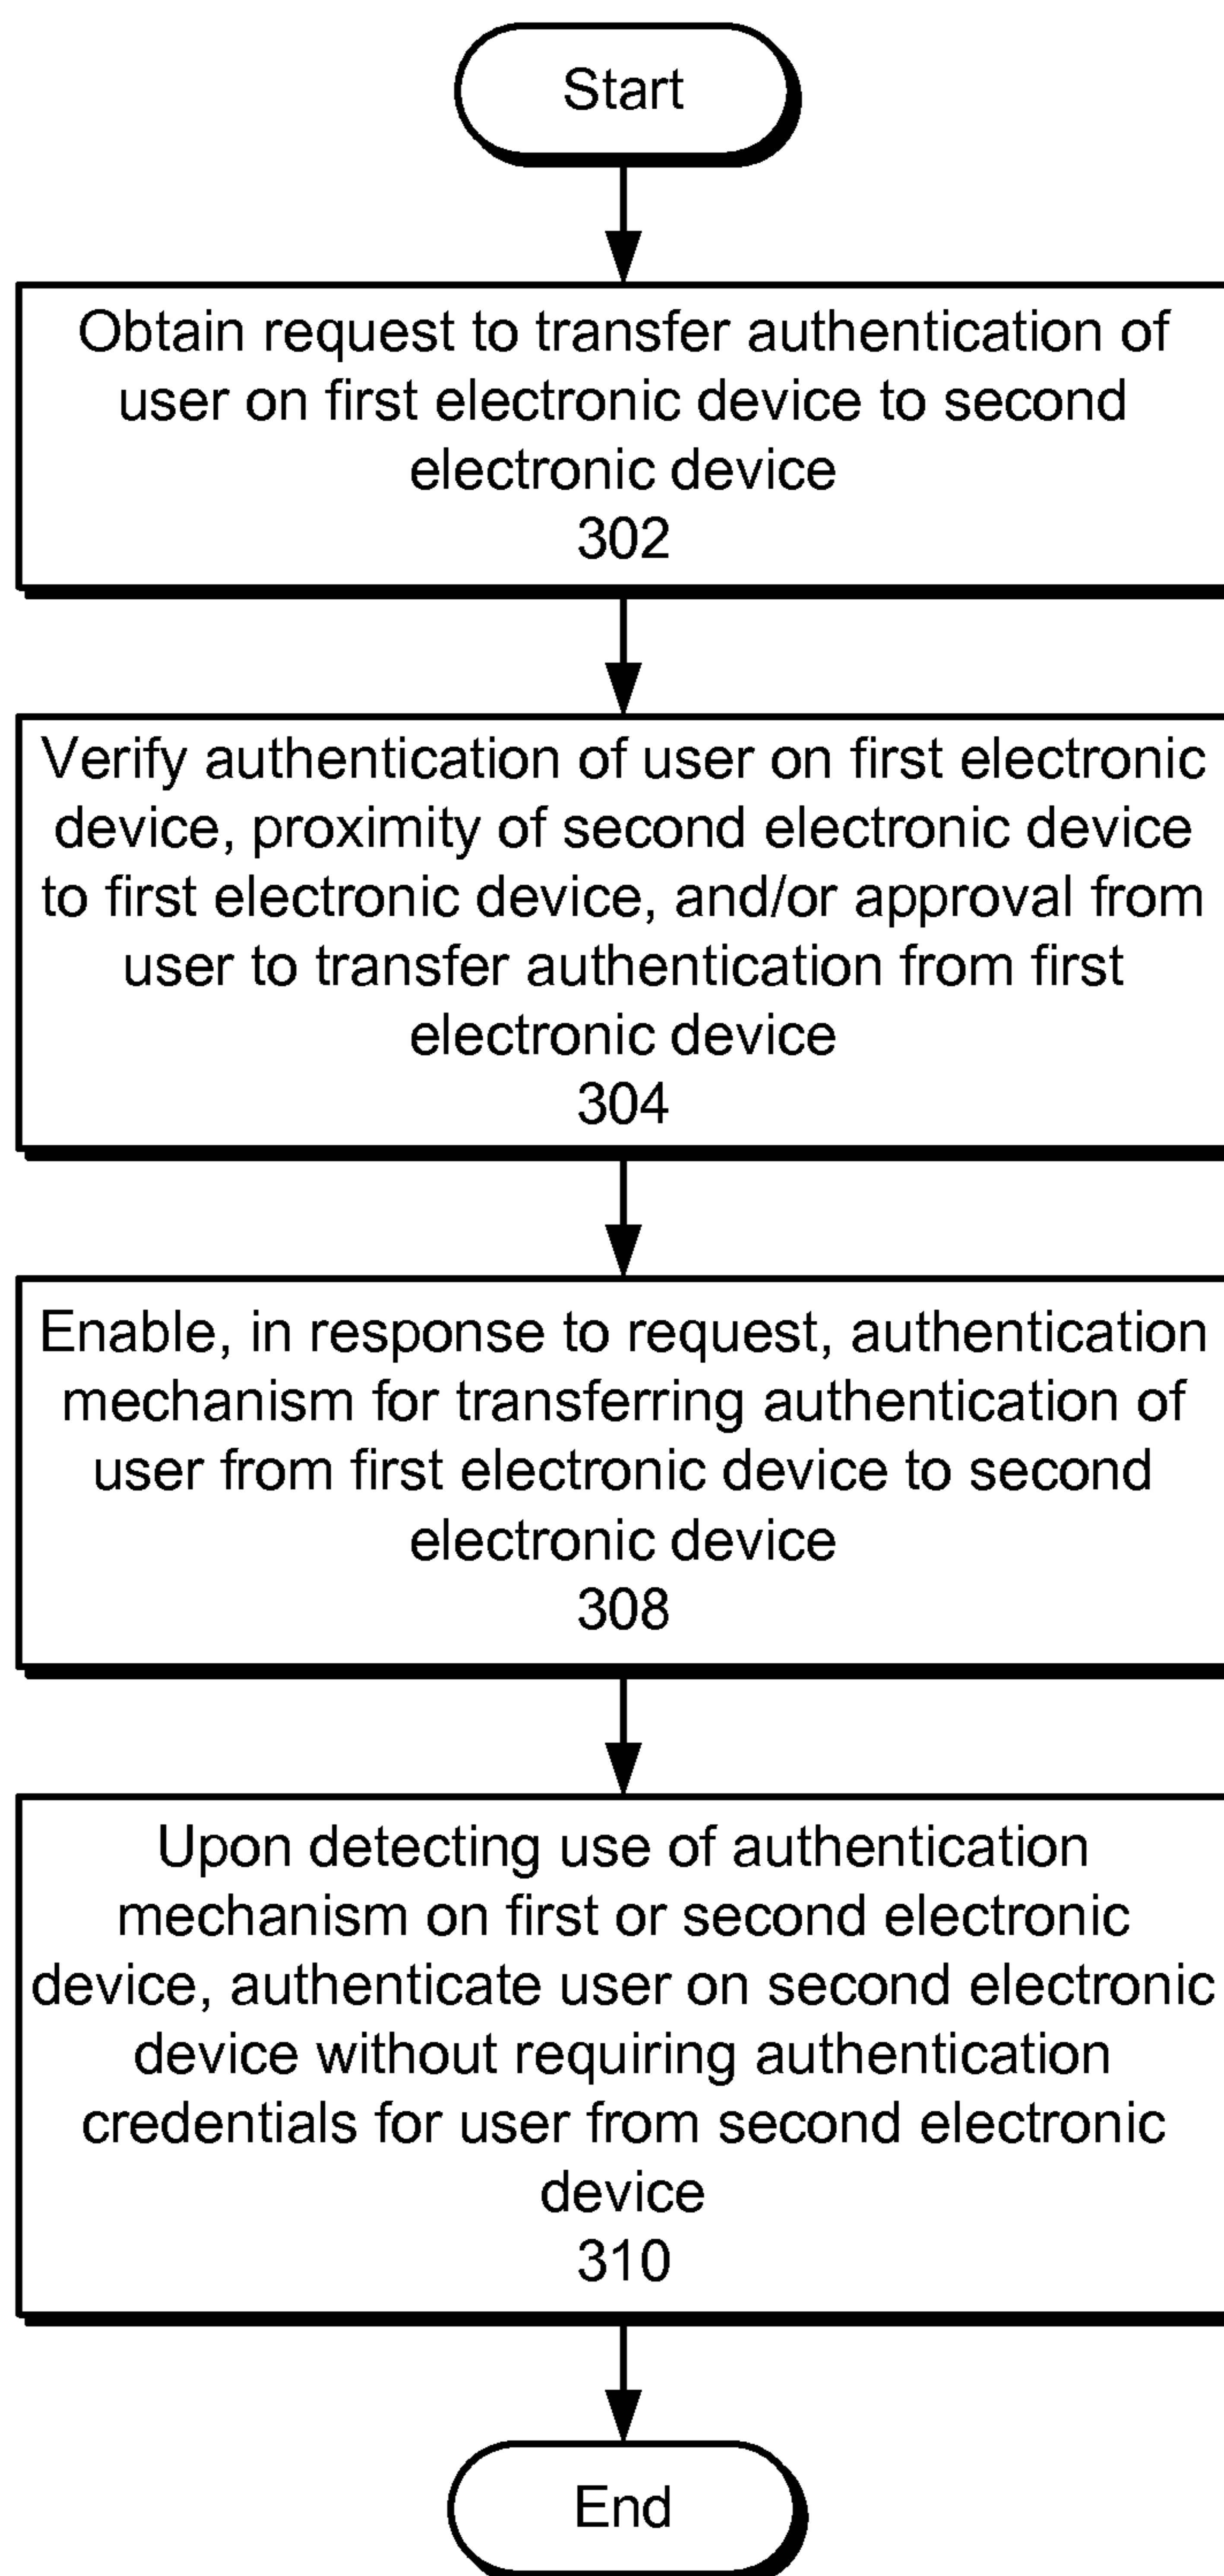 Start
Obtain request to transfer authentication of
user on first electronic device to second
electronic device
302
Verify authentication of user on first electronic
device, proximity of second electronic device
to first electronic device, and/or approval from
user to transfer authentication from first
electronic device
304
Enable, in response to request, authentication
mechanism for transferring authentication of
user from first electronic device to second
electronic device
308
Upon detecting use of authentication
mechanism on first or second electronic
device, authenticate user on second electronic
device without requiring authentication
credentials for user from second electronic
device
310
End